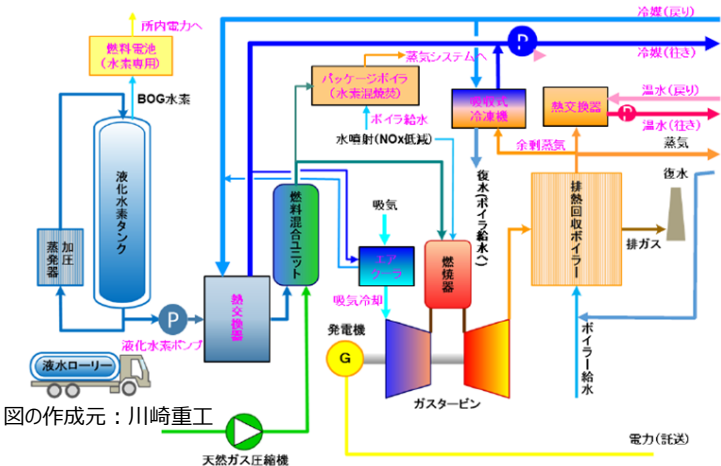 所内電力へ
燃料電池
(水素専用)
BOG水素
液化水素タンク
加圧
蒸発器
液水ローリー
図の作成元：川崎重工
P
液化水素ポンプ
熱交換器
天然ガス圧縮機
燃料混合ユニット
蒸気システムへ
パッケージボイラ
(水素混焼焚)
ボイラ給水
水噴射(NOx低減)
吸気
エア
クーラ
吸気冷却
燃焼器
発電機
G
ガスタービン
電力(託送)
冷媒(戻り)
P
冷媒(往き)
吸収式
冷凍機
復水(ボイラ給水へ)
熱交換器
温水(戻り)
P
温水(往き)
余剰蒸気
蒸気
復水
排熱回収ボイラー
排ガス
ボイラー給水